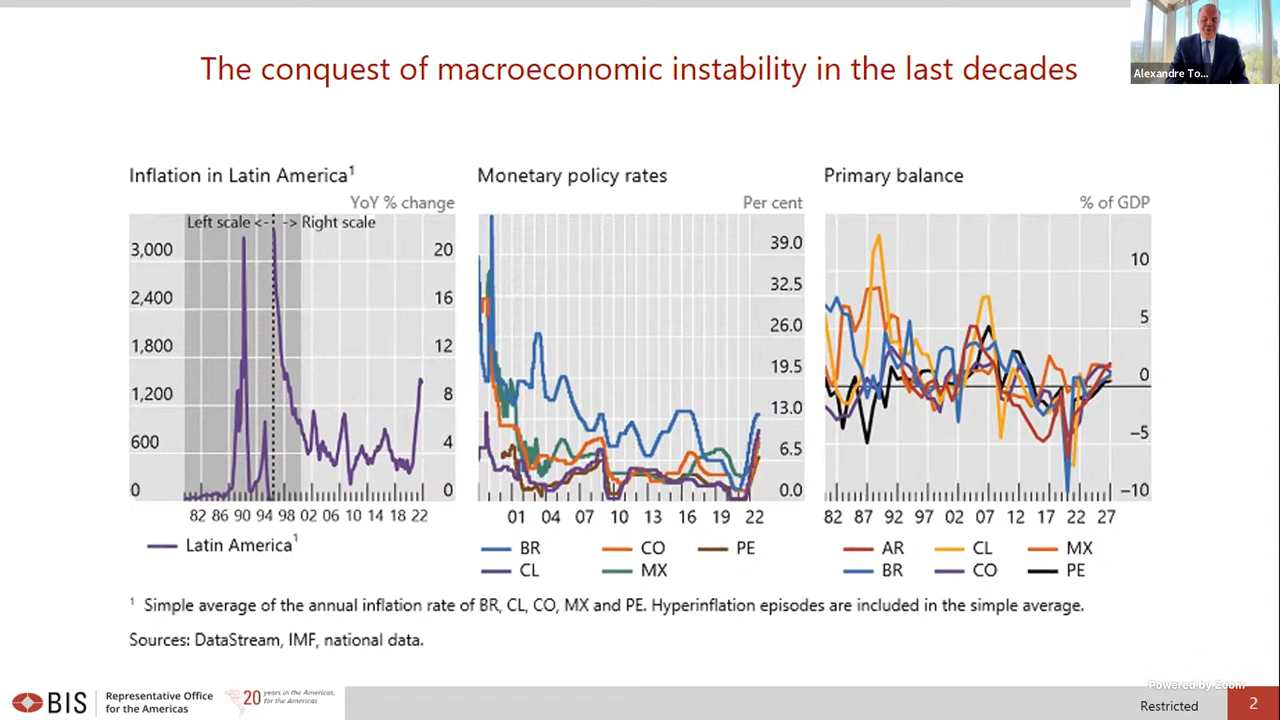 The conquest of macroeconomic instability in the last decades
Alexandre To...
Inflation in Latin America¹
YoY % change
Left scale <- -> Right scale
3,000
2,400
1,800
1,200
600
0
20
16
12
8
4
0
82 86 90 94 98 02 06 10 14 18 22
Latin America¹
Monetary policy rates
Per cent
39.0
32.5
26.0
19.5
13.0
6.5
0.0
01 04 07 10 13 16 19 22
BR CO PE
CL MX
Primary balance
% of GDP
10
5
0
−5
−10
82 87 92 97 02 07 12 17 22 27
AR CL MX
BR CO PE
¹ Simple average of the annual inflation rate of BR, CL, CO, MX and PE. Hyperinflation episodes are included in the simple average.
Sources: DataStream, IMF, national data.
BIS
Representative Office
for the Americas
20 years in the Americas,
for the Americas
Powered by Zoom
Restricted
2